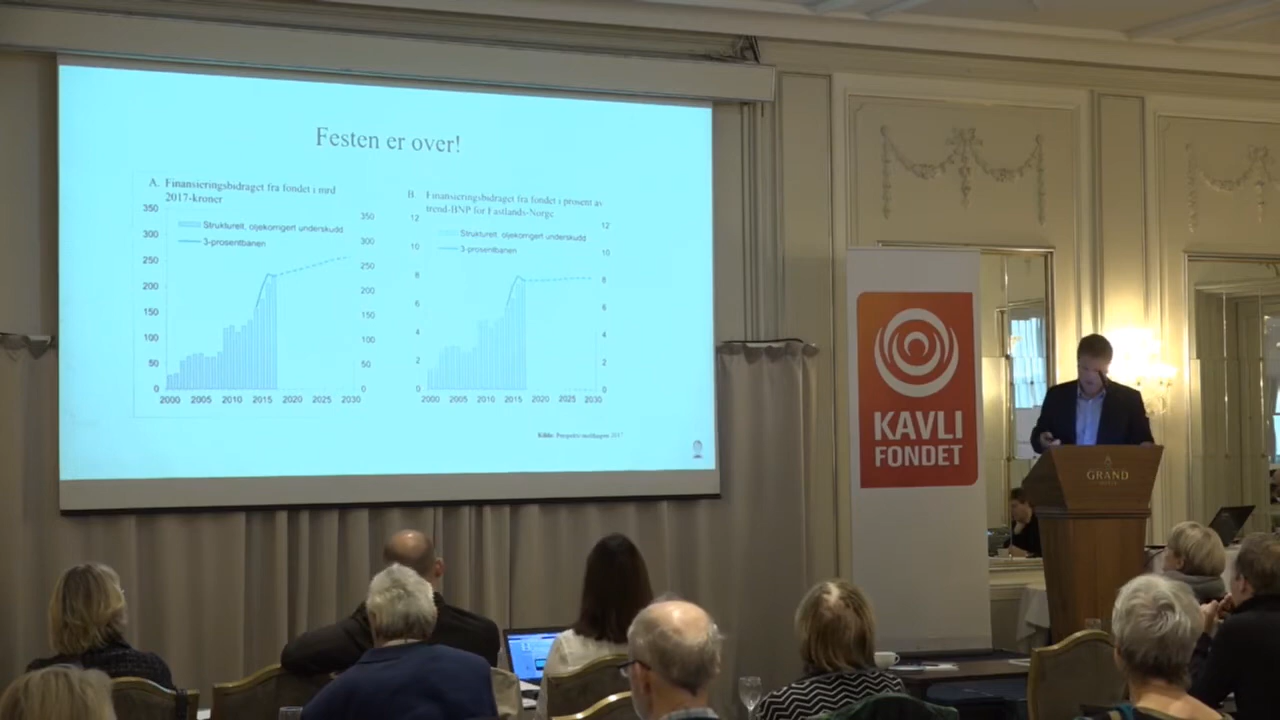 Festen er over!
A. Finansieringsbidraget fra fondet i mrd
2017-kroner
350
300
250
200
150
100
50
0
Strukturelt, oljekorrigert underskudd
3-prosentbanen
350
300
250
200
150
100
50
0
2000 2005 2010 2015 2020 2025 2030
B. Finansieringsbidraget fra fondet i prosent av
trend-BNP for Fastlands-Norge
12
10
8
6
4
2
0
Strukturelt, oljekorrigert underskudd
3-prosentbanen
12
10
8
6
4
2
0
2000 2005 2010 2015 2020 2025 2030
Kilde: Perspektivmeldingen 2017
KAVLI
FONDET
GRAND